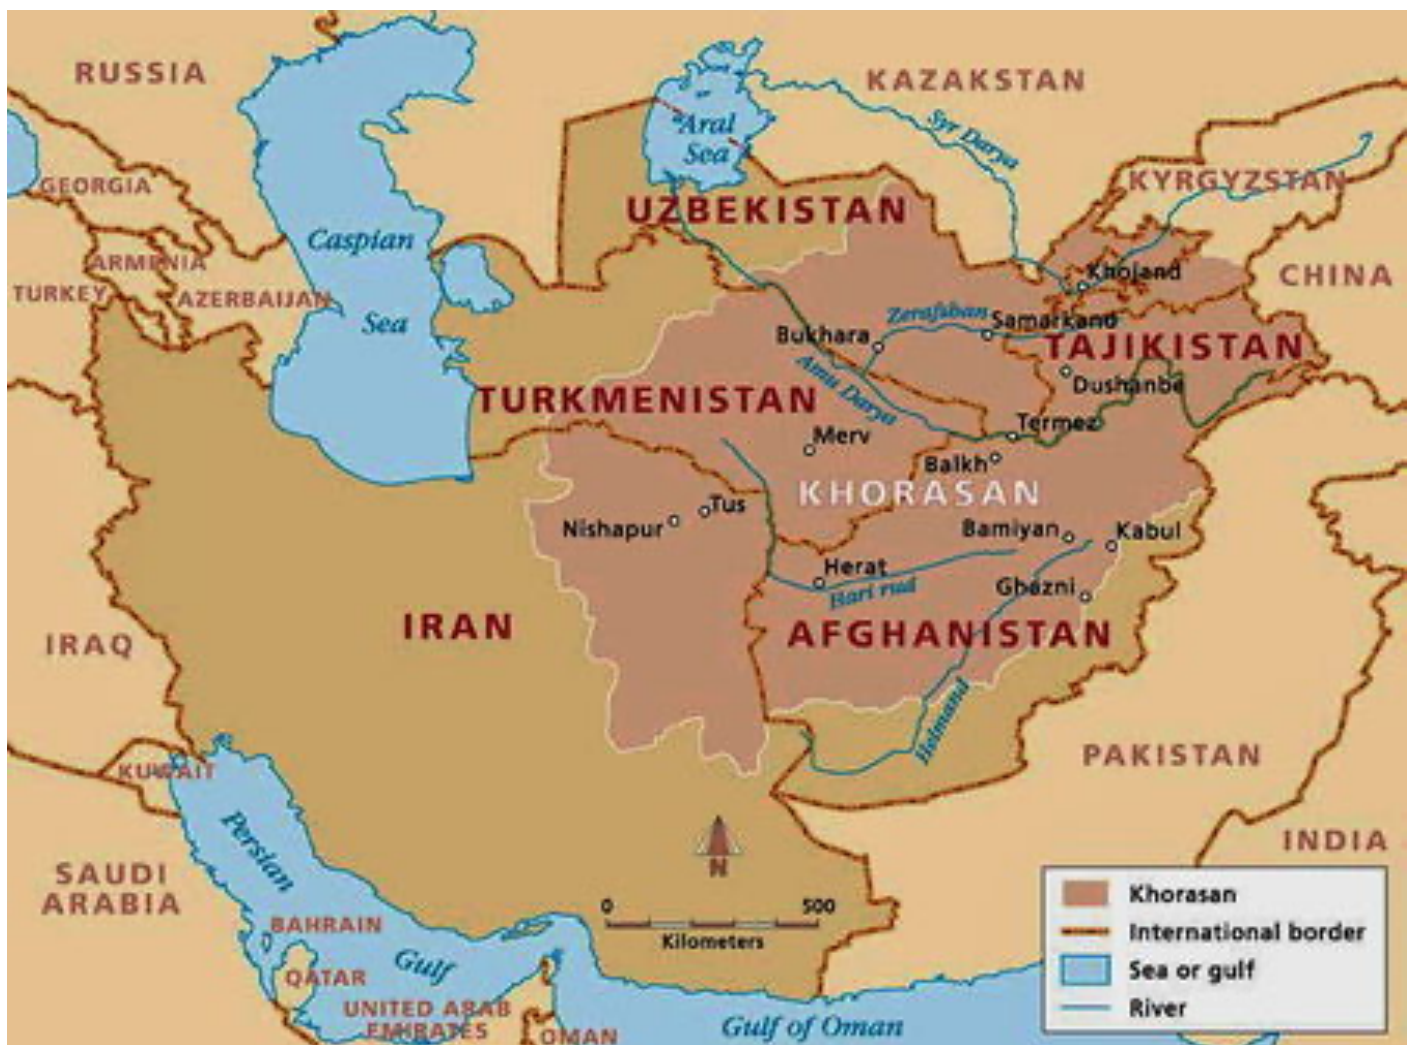 RUSSIA
KAZAKSTAN
Aral
Sea
Syr Darya
GEORGIA
KYRGYZSTAN
UZBEKISTAN
Caspian
Sea
ARMENIA
TURKEY
AZERBAIJAN
Khojand
CHINA
Zerafshan
Samarkand
Bukhara
TAJIKISTAN
Amu Darya
Dushanbe
TURKMENISTAN
Termez
Merv
Balkh
KHORASAN
Tus
Nishapur
Bamiyan
Kabul
Herat
Hari rud
Ghazni
IRAN
AFGHANISTAN
IRAQ
Helmand
PAKISTAN
KUWAIT
Persian
Gulf
INDIA
SAUDI
ARABIA
N
0 500
Kilometers
BAHRAIN
QATAR
UNITED ARAB
EMIRATES
OMAN
Gulf of Oman
Khorasan
International border
Sea or gulf
River